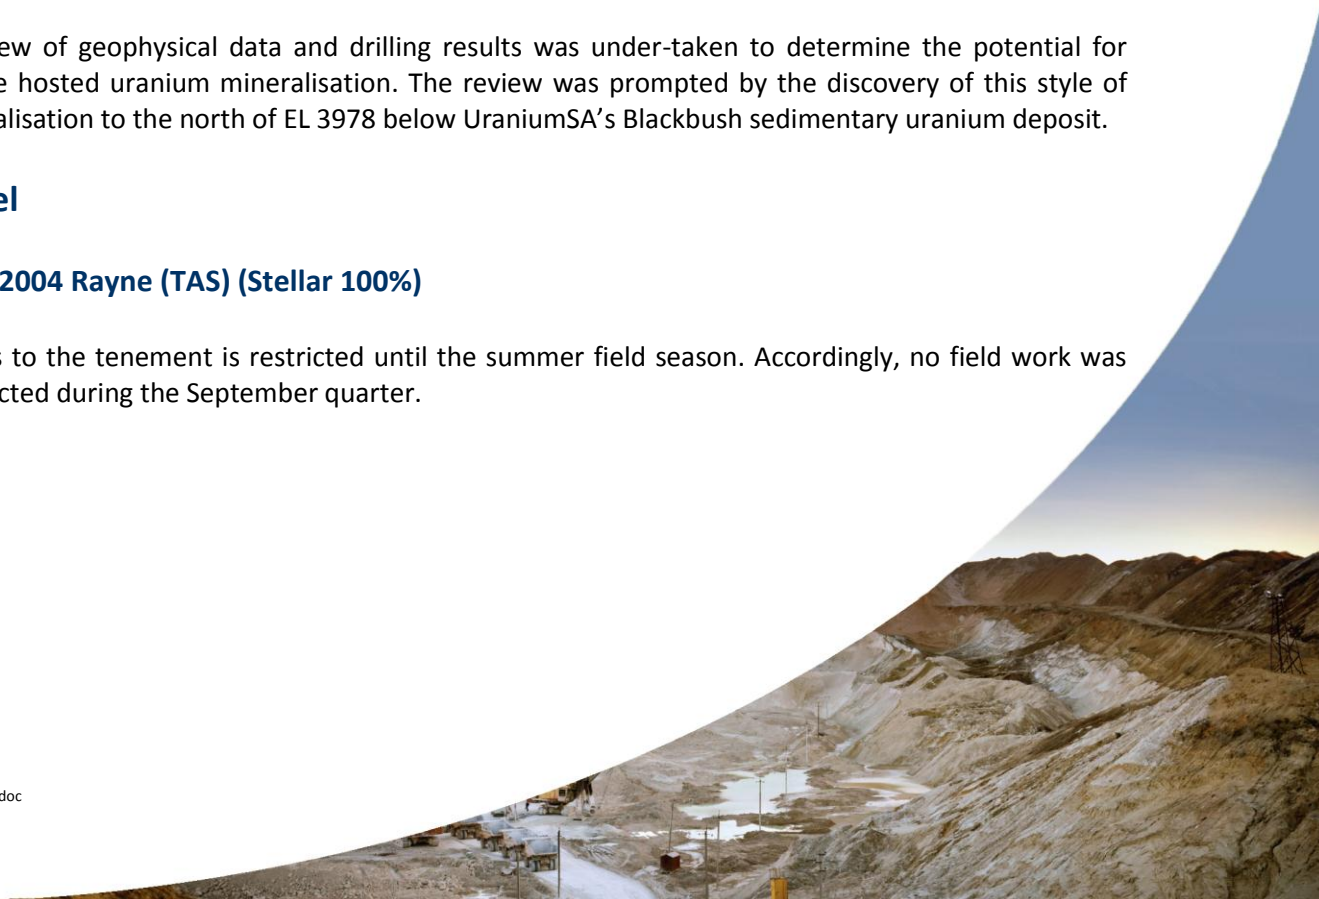 ew of geophysical data and drilling results was under-taken to determine the potential for
e hosted uranium mineralisation. The review was prompted by the discovery of this style of
alisation to the north of EL 3978 below UraniumSA’s Blackbush sedimentary uranium deposit.
el
2004 Rayne (TAS) (Stellar 100%)
s to the tenement is restricted until the summer field season. Accordingly, no field work was
cted during the September quarter.
doc